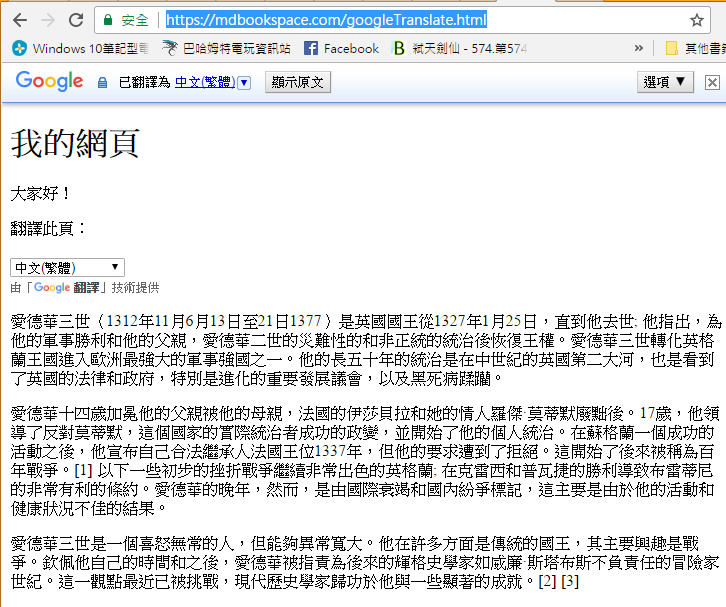 安全 | https://mdbookspace.com/googleTranslate.html
Windows 10筆記型電 巴哈姆特電玩資訊站 Facebook 弒天劍仙 - 574.第574 » 其他書籤
Google 已翻譯為 中文(繁體) 顯示原文 選項 ▼
我的網頁
大家好！
翻譯此頁：
中文(繁體)
由「Google 翻譯」技術提供
愛德華三世（1312年11月6月13日至21日1377）是英國國王從1327年1月25日，直到他去世; 他指出，為
他的軍事勝利和他的父親，愛德華二世的災難性的和非正統的統治後恢復王權。愛德華三世轉化英格
蘭王國進入歐洲最強大的軍事強國之一。他的長五十年的統治是在中世紀的英國第二大河，也是看到
了英國的法律和政府，特別是進化的重要發展議會，以及黑死病蹂躪。
愛德華十四歲加冕他的父親被他的母親，法國的伊莎貝拉和她的情人羅傑·莫蒂默廢黜後。17歲，他領
導了反對莫蒂默，這個國家的實際統治者成功的政變，並開始了他的個人統治。在蘇格蘭一個成功的
活動之後，他宣布自己合法繼承人法國王位1337年，但他的要求遭到了拒絕。這開始了後來被稱為百
年戰爭。[1] 以下一些初步的挫折戰爭繼續非常出色的英格蘭; 在克雷西和普瓦捷的勝利導致布雷蒂尼
的非常有利的條約。愛德華的晚年，然而，是由國際衰竭和國內紛爭標記，這主要是由於他的活動和
健康狀況不佳的結果。
愛德華三世是一個喜怒無常的人，但能夠異常寬大。他在許多方面是傳統的國王，其主要興趣是戰
爭。欽佩他自己的時間和之後，愛德華被指責為後來的輝格史學家如威廉·斯塔布斯不負責任的冒險家
世紀。這一觀點最近已被挑戰，現代歷史學家歸功於他與一些顯著的成就。[2] [3]